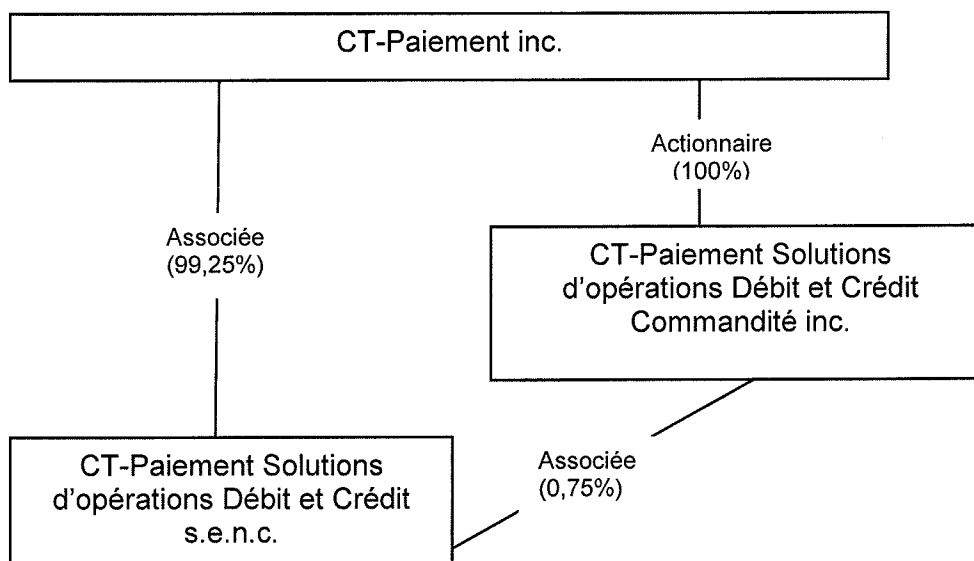 CT-Paiement inc.
Actionnaire
(100%)
Associée
(99,25%)
CT-Paiement Solutions
d'opérations Débit et Crédit
Commandité inc.
Associée
(0,75%)
CT-Paiement Solutions
d'opérations Débit et Crédit
s.e.n.c.